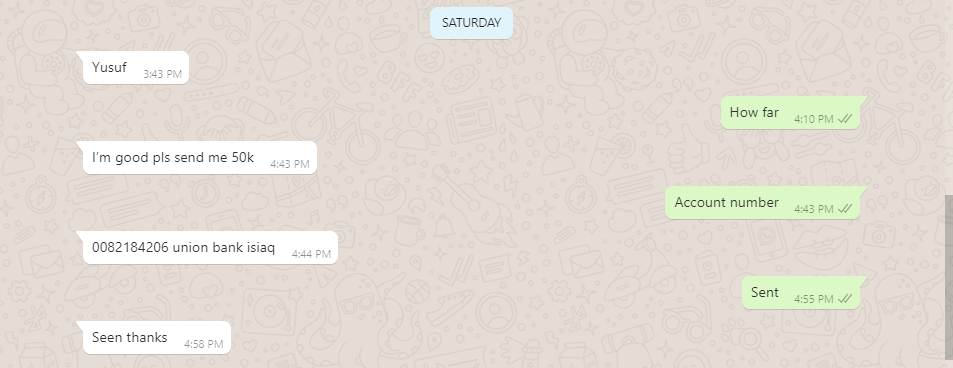 SATURDAY
Yusuf 3:43 PM
How far 4:10 PM
I'm good pls send me 50k 4:43 PM
Account number 4:43 PM
0082184206 union bank isiaq 4:44 PM
Sent 4:55 PM
Seen thanks 4:58 PM